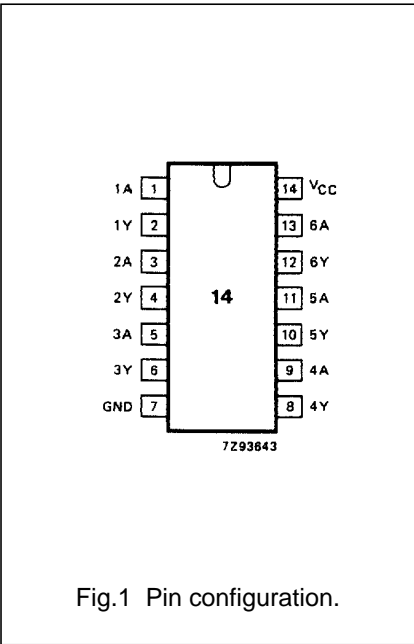 1A 1 14 VCC
1Y 2 13 6A
2A 3 12 6Y
2Y 4 14 11 5A
3A 5 10 5Y
3Y 6 9 4A
GND 7 8 4Y
7Z93643
Fig.1 Pin configuration.